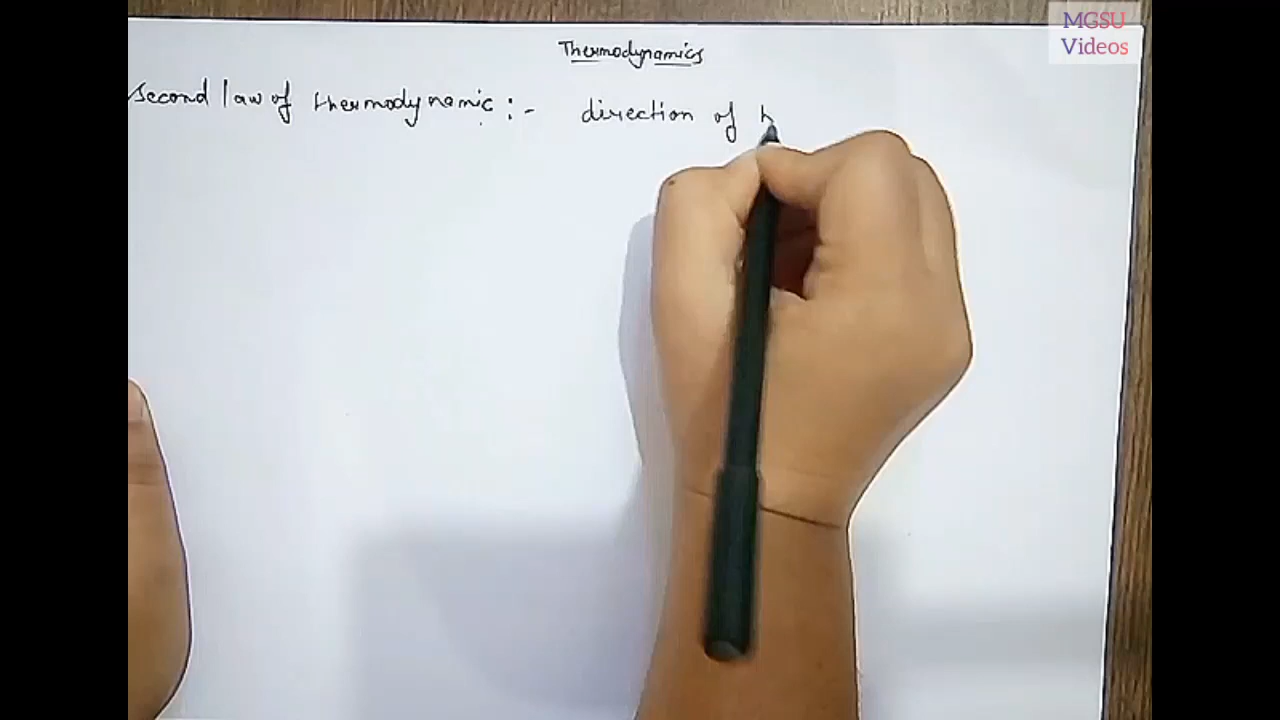 MGSU
Videos
Thermodynamics
Second law of thermodynamic :- direction of h